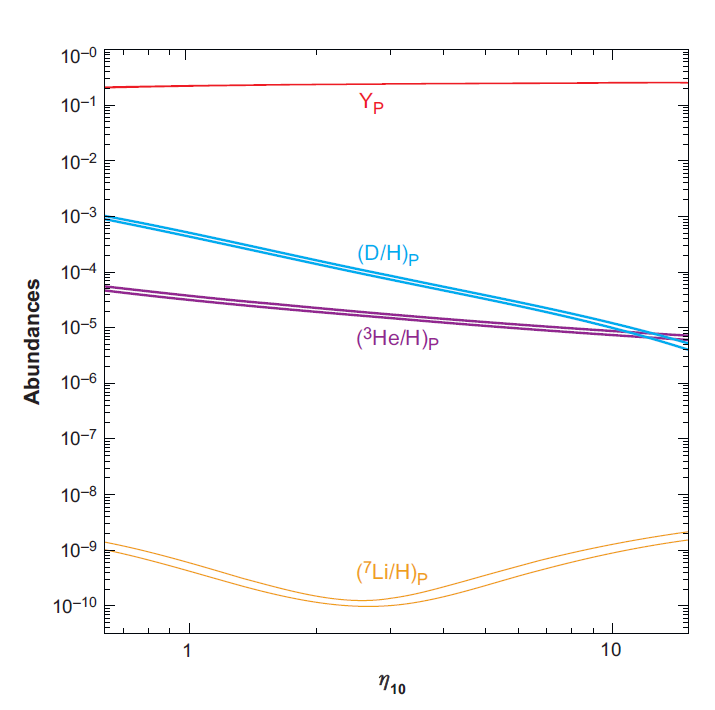 10⁻⁰
10⁻¹
10⁻²
10⁻³
10⁻⁴
10⁻⁵
10⁻⁶
10⁻⁷
10⁻⁸
10⁻⁹
10⁻¹⁰
Abundances
Y_P
(D/H)_P
(³He/H)_P
(⁷Li/H)_P
1 10
η₁₀